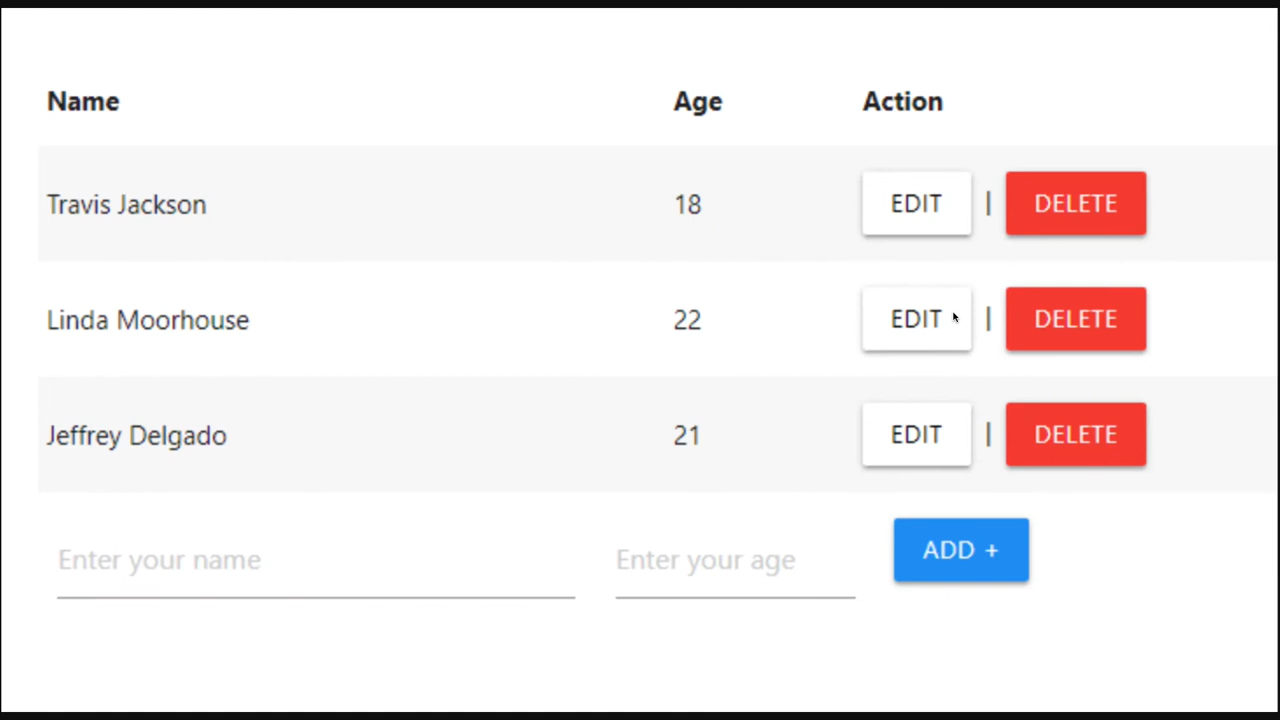 Name Age Action
Travis Jackson 18 EDIT | DELETE
Linda Moorhouse 22 EDIT | DELETE
Jeffrey Delgado 21 EDIT | DELETE
Enter your name Enter your age ADD +